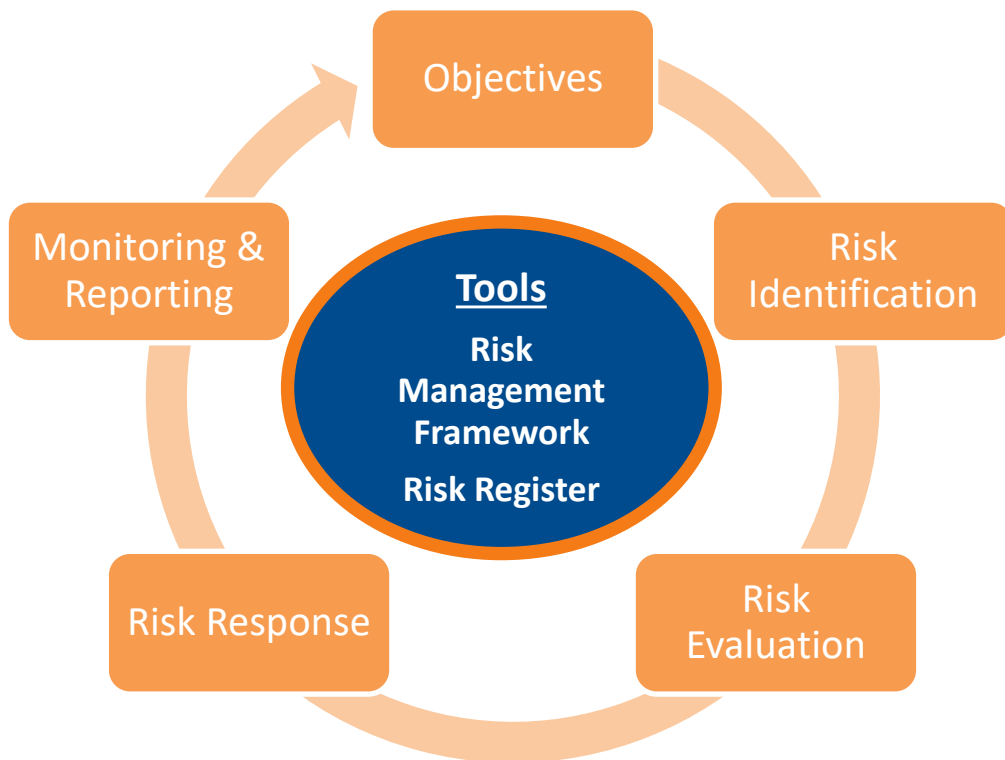 Objectives
Risk
Identification
Risk
Evaluation
Risk Response
Monitoring &
Reporting
Tools
Risk
Management
Framework
Risk Register